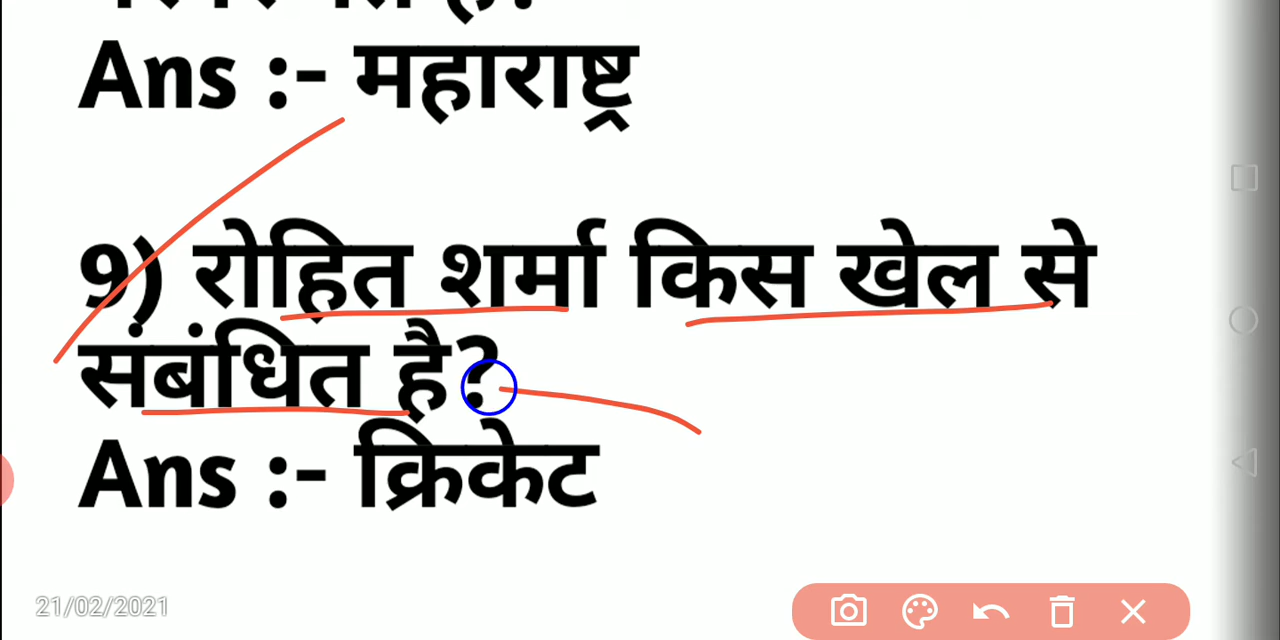 Ans :- महाराष्ट्र
9) रोहित शर्मा किस खेल से
संबंधित है?
Ans :- क्रिकेट
21/02/2021